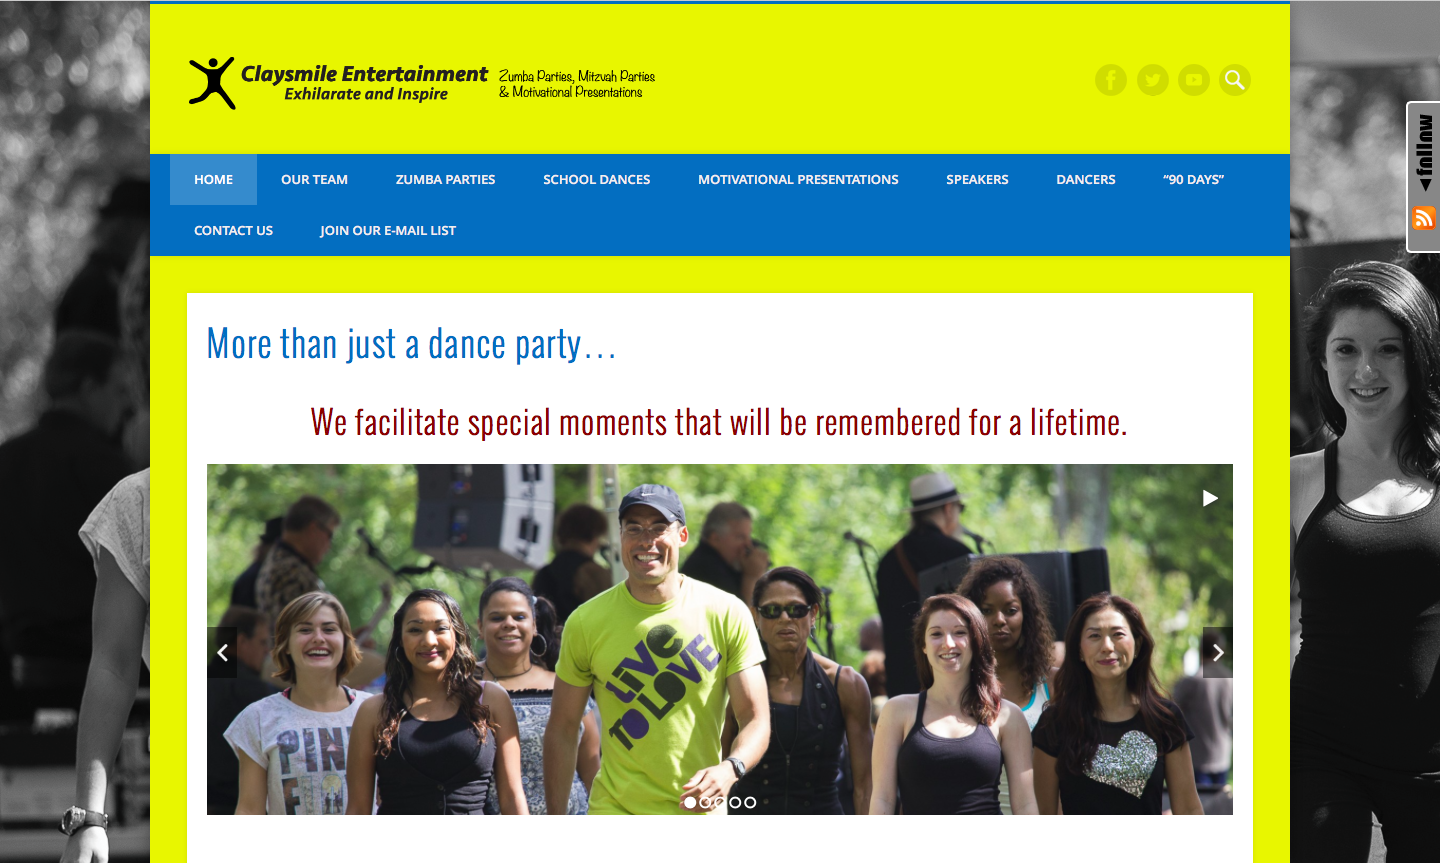 Claysmile Entertainment
Exhilarate and Inspire
Zumba Parties, Mitzvah Parties
& Motivational Presentations
follow
HOME OUR TEAM ZUMBA PARTIES SCHOOL DANCES MOTIVATIONAL PRESENTATIONS SPEAKERS DANCERS “90 DAYS”
CONTACT US JOIN OUR E-MAIL LIST
More than just a dance party…
We facilitate special moments that will be remembered for a lifetime.
LIVE
TO LOVE
PINK